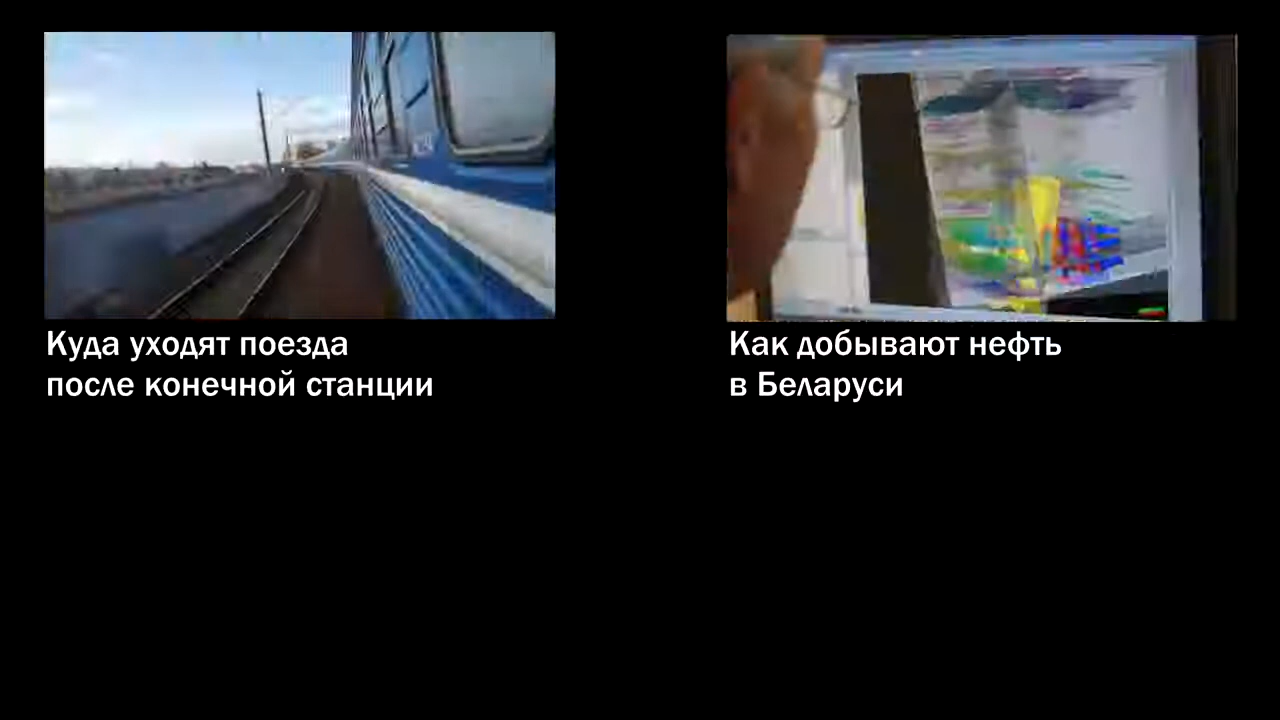 Куда уходят поезда
после конечной станции
Как добывают нефть
в Беларуси